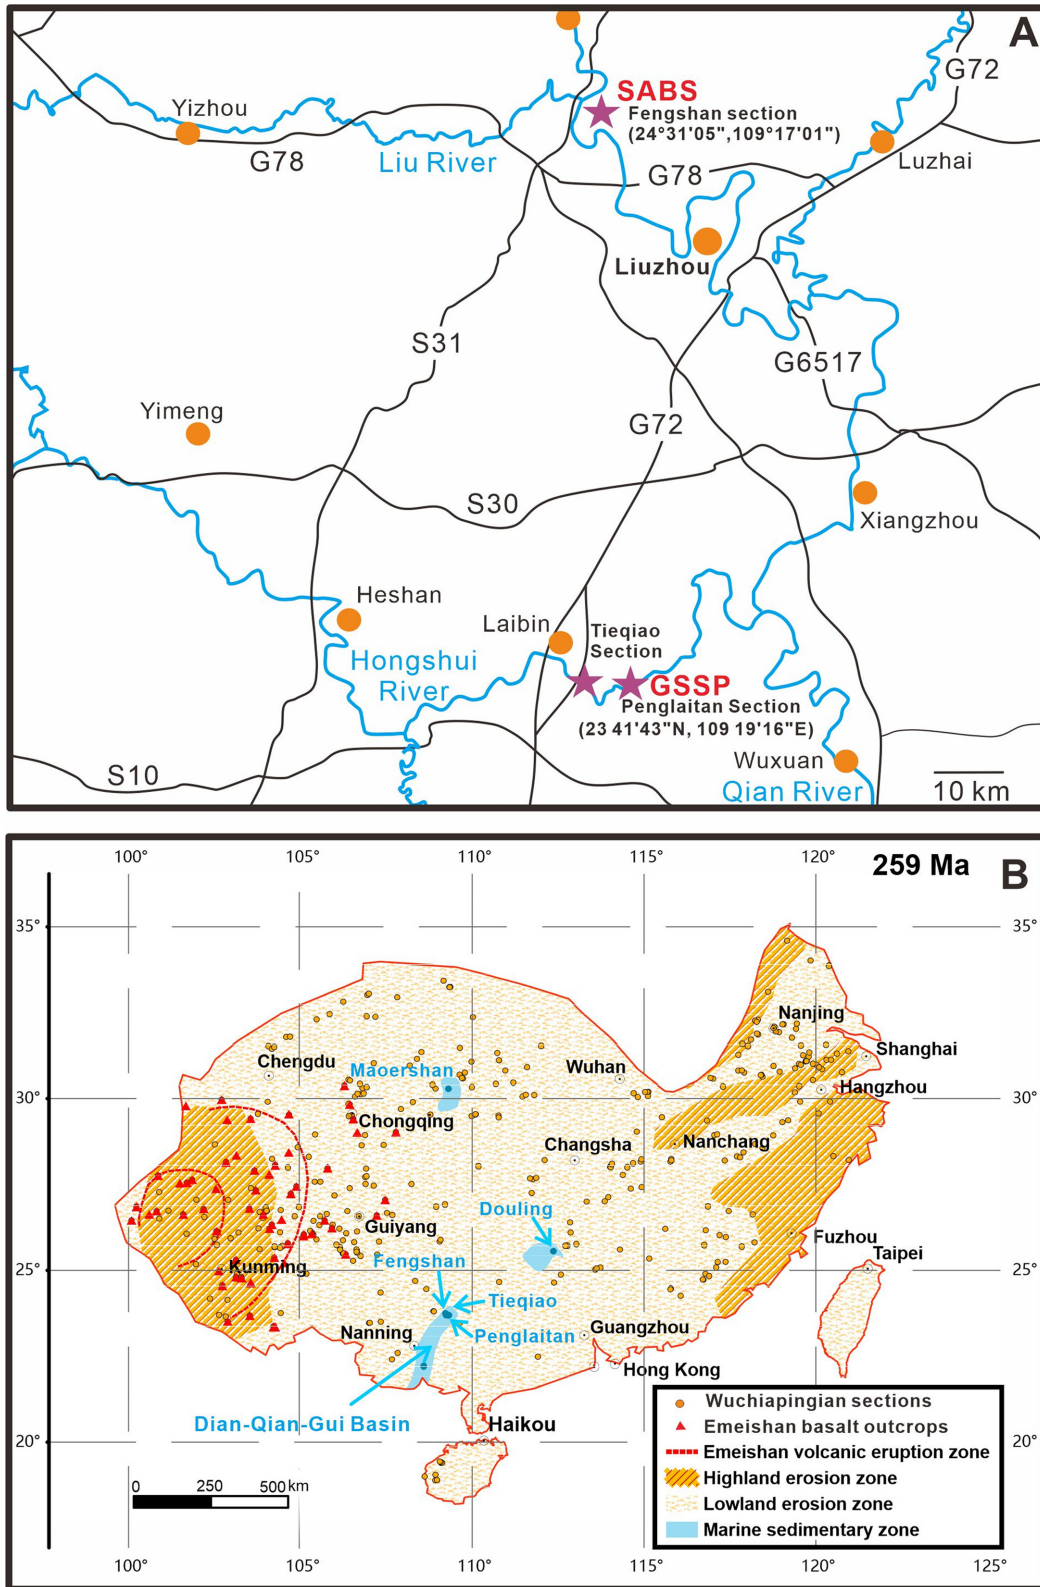 A
G72
SABS
Fengshan section
(24°31'05",109°17'01")
Yizhou
G78
Liu River
Luzhai
G78
Liuzhou
S31
G6517
Yimeng
G72
S30
Xiangzhou
Heshan
Laibin
Tieqiao
Section
Hongshui
River
GSSP
Penglaitan Section
(23 41'43"N, 109 19'16"E)
Wuxuan
S10
Qian River
10 km
100°
105°
110°
115°
120°
259 Ma
B
35°
35°
Nanjing
Shanghai
Chengdu
Maoershan
Wuhan
Hangzhou
30°
30°
Chongqing
Changsha
Nanchang
Douling
Guiyang
Fuzhou
Taipei
Fengshan
Kunming
25°
25°
Tieqiao
Nanning
Penglaitan
Guangzhou
Hong Kong
Dian-Qian-Gui Basin
Haikou
20°
20°
Wuchiapingian sections
Emeishan basalt outcrops
Emeishan volcanic eruption zone
Highland erosion zone
Lowland erosion zone
Marine sedimentary zone
0
250
500 km
100°
105°
110°
115°
120°
125°